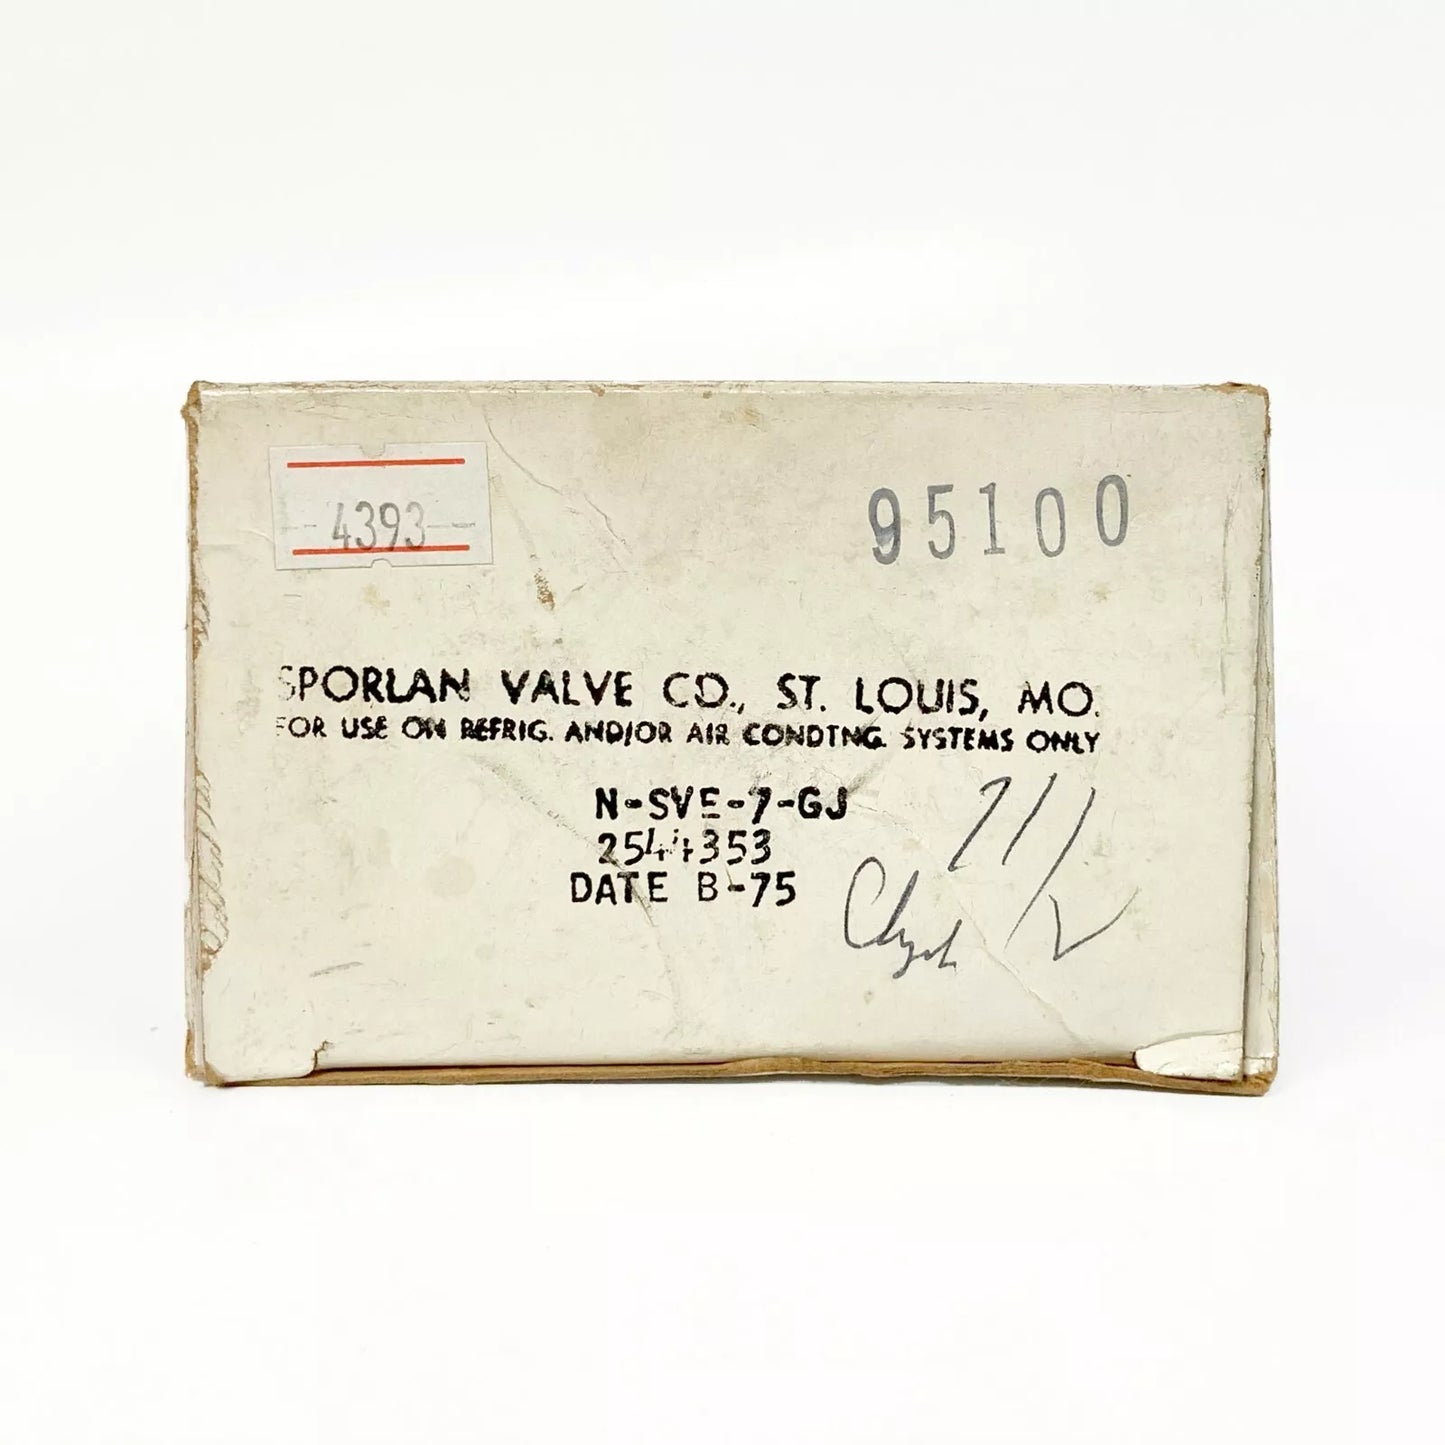 4393
95100
SPORLAN VALVE CO., ST. LOUIS, MO.
FOR USE ON REFRIG. AND/OR AIR CONDTNG. SYSTEMS ONLY
N-SVE-7-GJ
2544353
DATE B-75